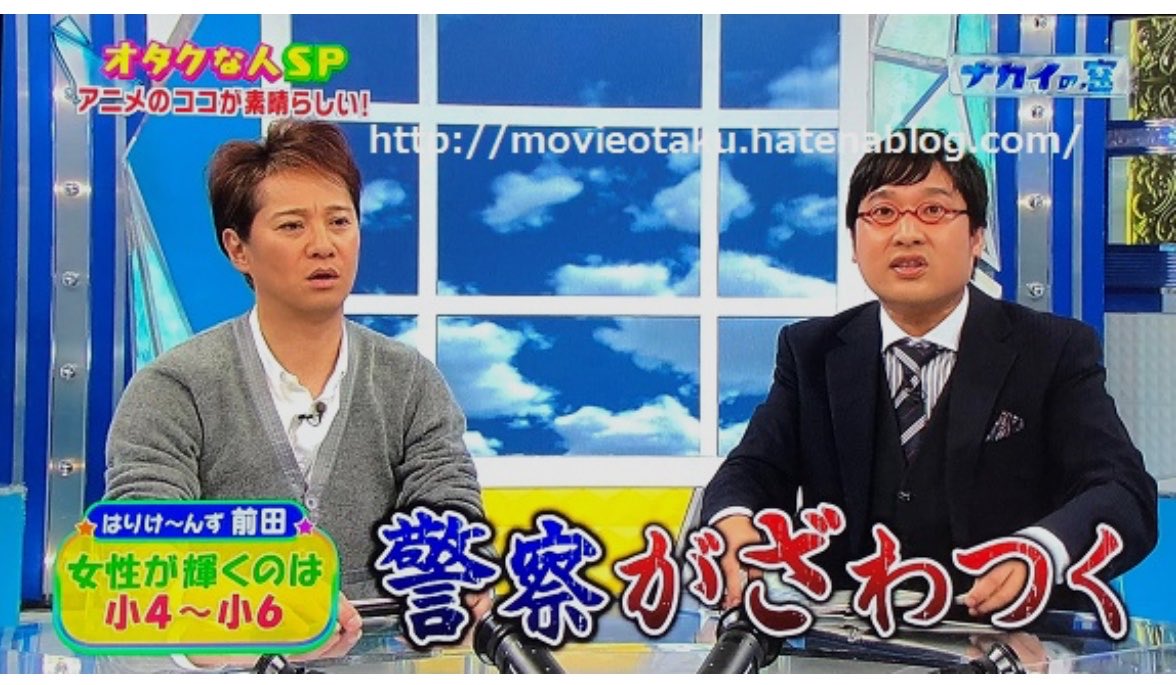 オタクな人SP
アニメのココが素晴らしい!
ナカイの窓
http://movieotaku.hatenablog.com/
はりけ〜んず 前田
女性が輝くのは
小4〜小6
警察がざわつく